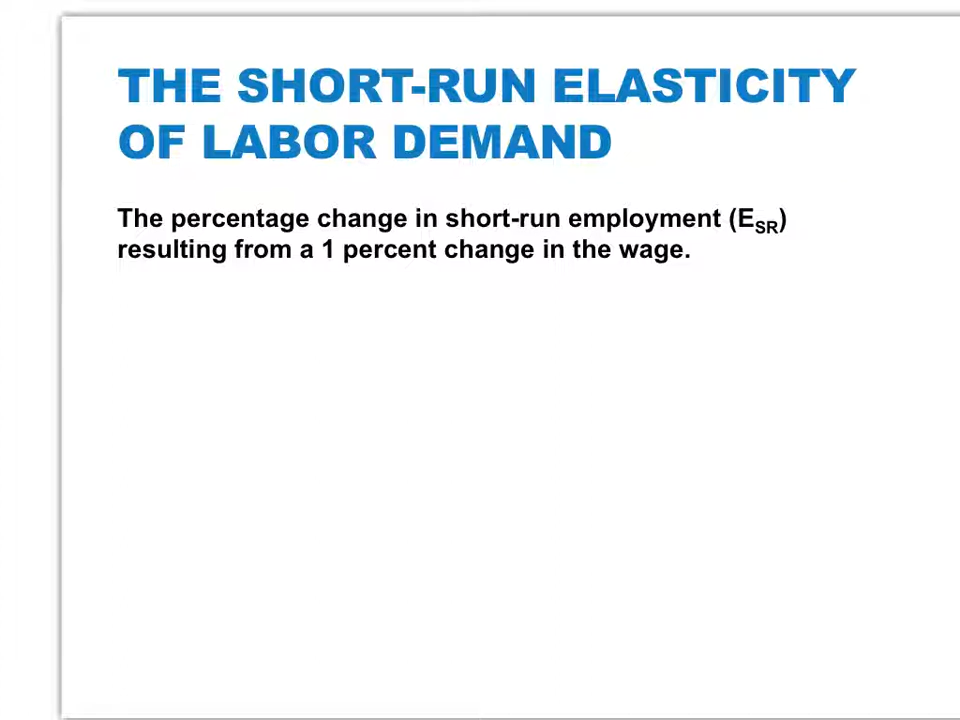 THE SHORT-RUN ELASTICITY
OF LABOR DEMAND
The percentage change in short-run employment (ESR)
resulting from a 1 percent change in the wage.